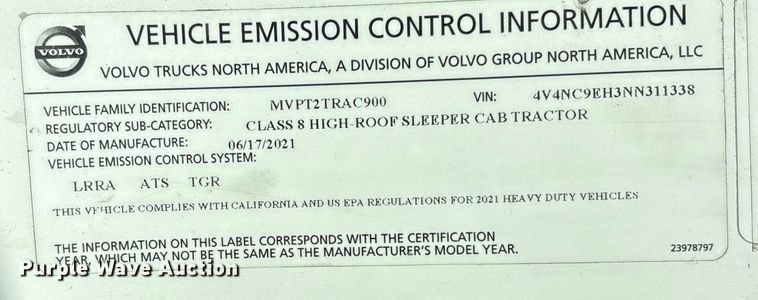 VEHICLE EMISSION CONTROL INFORMATION
VOLVO
VOLVO TRUCKS NORTH AMERICA, A DIVISION OF VOLVO GROUP NORTH AMERICA, LLC
VEHICLE FAMILY IDENTIFICATION: MVPT2TRAC900 VIN: 4V4NC9EH3NN311338
REGULATORY SUB-CATEGORY: CLASS 8 HIGH-ROOF SLEEPER CAB TRACTOR
DATE OF MANUFACTURE: 06/17/2021
VEHICLE EMISSION CONTROL SYSTEM:
LRRA ATS TGR
THIS VEHICLE COMPLIES WITH CALIFORNIA AND US EPA REGULATIONS FOR 2021 HEAVY DUTY VEHICLES
THE INFORMATION ON THIS LABEL CORRESPONDS WITH THE CERTIFICATION
YEAR, WHICH MAY NOT BE THE SAME AS THE MANUFACTURER'S MODEL YEAR. 23978797
Purple Wave Auction